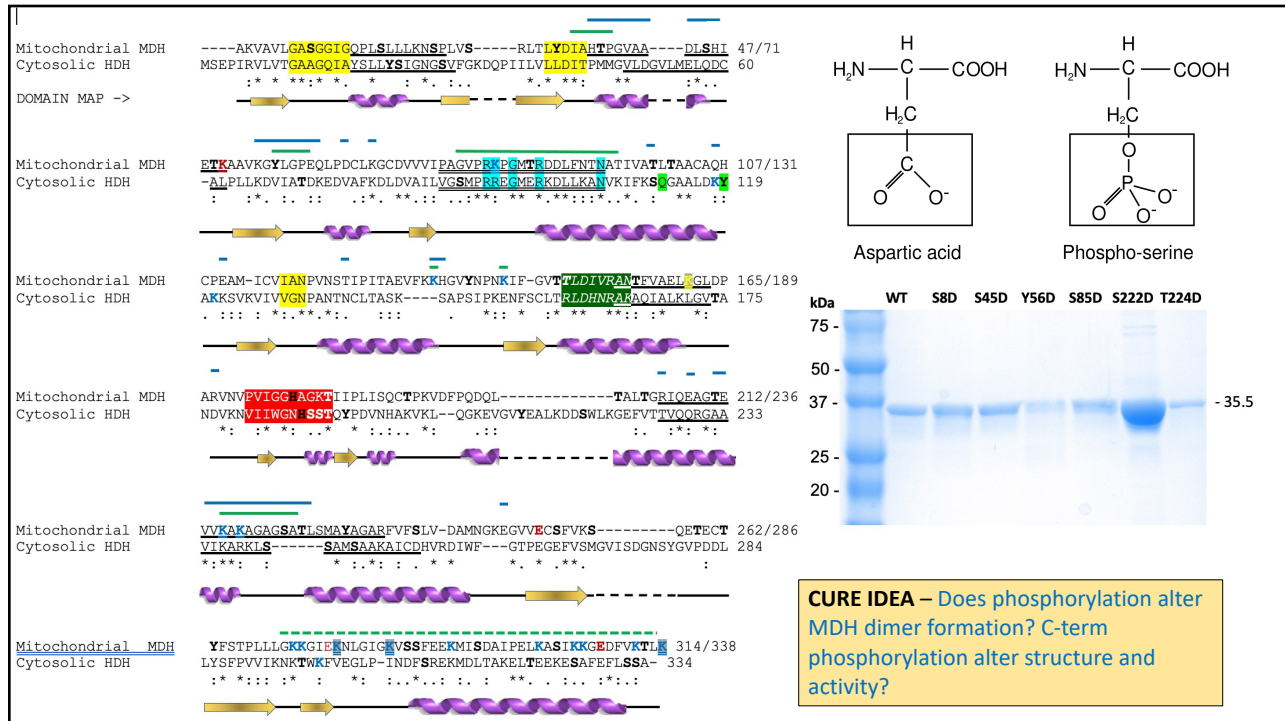 Mitochondrial MDH ----AKVAVLGASGGIGQPLSLLLKNSPLVS-----RLTLYDIAHTPGVAA----DLSHI 47/71
Cytosolic HDH MSEPIRVLVTGAAGQIAYSLLYSIGNGSVFGKDQPIILVLLDITPMMGVLDGVLMELQDC 60
DOMAIN MAP ->
Mitochondrial MDH ETKAAVKGYLGPEQLPDCLKGCDVVVIPAGVPRKPGMTRDDLFNTNATIVATLTAACAQH 107/131
Cytosolic HDH -ALPLLKDVIATDKEDVAFKDLDVAILVGSMPRREGMERKDLLKANVKIFKSQGAALDKY 119
Mitochondrial MDH CPEAM-ICVIANPVNSTIPITAEVFKKHGVYNPNKIF-GVTTLDIVRANTFVAELKGLDP 165/189
Cytosolic HDH AKKSVKVIVVGNPANTNCLTASK----SAPSIPKENFSCLTRLDHNRAKAQIALKLGVTA 175
Mitochondrial MDH ARVNVPVIGGHAGKTIIPLISQCTPKVDFPQDQL------------TALTGRIQEAGTE 212/236
Cytosolic HDH NDVKNVIIWGNHSSTQYPDVNHAKVKL--QGKEVGVYEALKDDSWLKGEFVTTVQQRGAA 233
Mitochondrial MDH VVKAKAGAGSATLSMAYAGARFVFSLV-DAMNGKEGVVECSFVKS----------QETECT 262/286
Cytosolic HDH VIKARKLS------SAMSAAKAICDHVRDIWF---GTPEGEFVSMGVISDGNSYGVPDDL 284
Mitochondrial MDH YFSTPLLLGKKGIEKNLGIGKVSSFEEKMISDAIPELKASIKKGEDFVKTLK 314/338
Cytosolic HDH LYSFPVVIKNKTWKFVEGLP-INDFSREKMDLTAKELTEEKESAFEFLSSA- 334
H
H₂N C COOH
H₂C
C
O O⁻
Aspartic acid
H
H₂N C COOH
H₂C
O
P O⁻
O O⁻
Phospho-serine
kDa WT S8D S45D Y56D S85D S222D T224D
75 -
50 -
37 - - 35.5
25 -
20 -
CURE IDEA – Does phosphorylation alter
MDH dimer formation? C-term
phosphorylation alter structure and
activity?